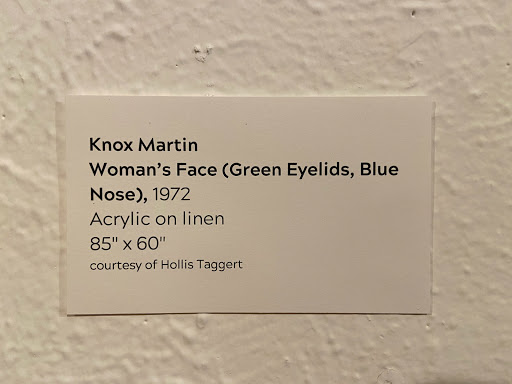 Knox Martin
Woman's Face (Green Eyelids, Blue
Nose), 1972
Acrylic on linen
85" x 60"
courtesy of Hollis Taggert